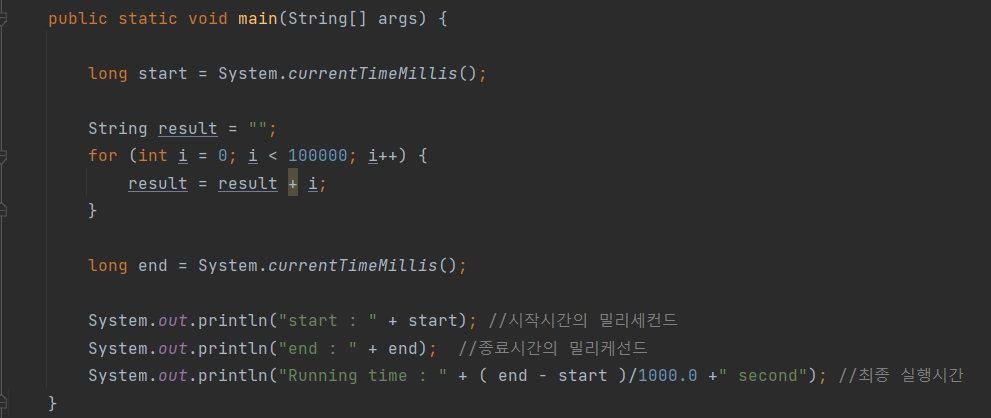 public static void main(String[] args) {
long start = System.currentTimeMillis();
String result = "";
for (int i = 0; i < 100000; i++) {
result = result + i;
}
long end = System.currentTimeMillis();
System.out.println("start : " + start); //시작시간의 밀리세컨드
System.out.println("end : " + end);  //종료시간의 밀리케선드
System.out.println("Running time : " + ( end - start )/1000.0 +" second"); //최종 실행시간
}